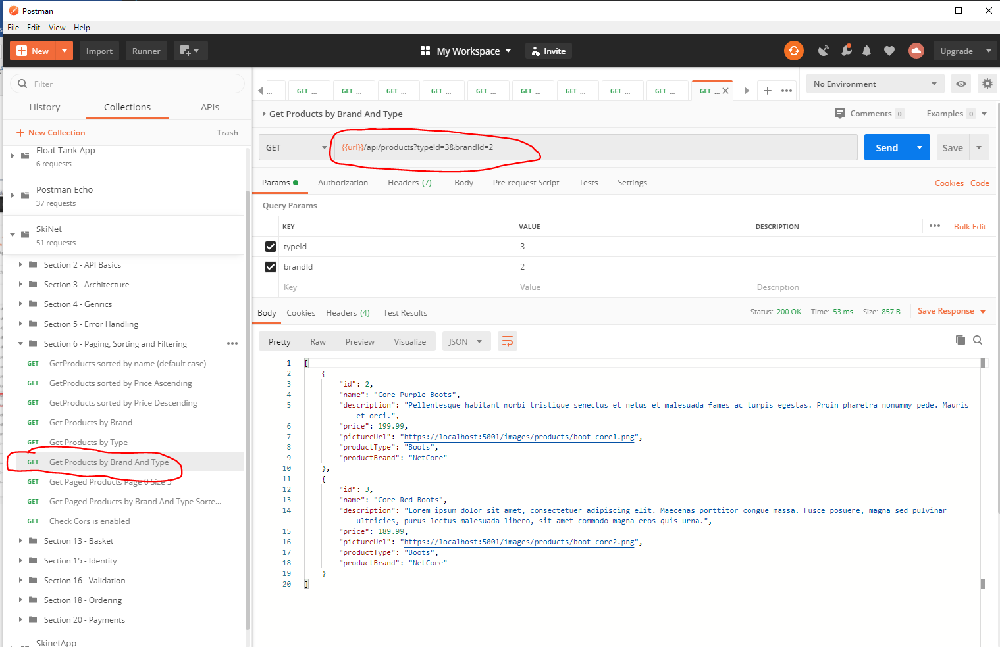 Postman
File Edit View Help
New Import Runner My Workspace Invite Upgrade
Filter
History Collections APIs
New Collection Trash
Float Tank App
6 requests
Postman Echo
37 requests
SkiNet
51 requests
Section 2 - API Basics
Section 3 - Architecture
Section 4 - Genrics
Section 5 - Error Handling
Section 6 - Paging, Sorting and Filtering
GET GetProducts sorted by name (default case)
GET GetProducts sorted by Price Ascending
GET GetProducts sorted by Price Descending
GET Get Products by Brand
GET Get Products by Type
GET Get Products by Brand And Type
GET Get Paged Products Page 0 Size 5
GET Get Paged Products by Brand And Type Sorte...
GET Check Cors is enabled
Section 13 - Basket
Section 15 - Identity
Section 16 - Validation
Section 18 - Ordering
Section 20 - Payments
SkinetApp
... GET ... GET ... GET ... GET ... GET ... GET ... GET ... GET ... GET ... GET ...
No Environment
Get Products by Brand And Type Comments 0 Examples 0
GET {{url}}/api/products?typeId=3&brandId=2 Send Save
Params Authorization Headers (7) Body Pre-request Script Tests Settings Cookies Code
Query Params
KEY VALUE DESCRIPTION Bulk Edit
typeId 3
brandId 2
Key Value Description
Body Cookies Headers (4) Test Results Status: 200 OK Time: 53 ms Size: 857 B Save Response
Pretty Raw Preview Visualize JSON
1 [
2 {
3 "id": 2,
4 "name": "Core Purple Boots",
5 "description": "Pellentesque habitant morbi tristique senectus et netus et malesuada fames ac turpis egestas. Proin pharetra nonummy pede. Mauris
et orci.",
6 "price": 199.99,
7 "pictureUrl": "https://localhost:5001/images/products/boot-core1.png",
8 "productType": "Boots",
9 "productBrand": "NetCore"
10 },
11 {
12 "id": 3,
13 "name": "Core Red Boots",
14 "description": "Lorem ipsum dolor sit amet, consectetuer adipiscing elit. Maecenas porttitor congue massa. Fusce posuere, magna sed pulvinar
ultricies, purus lectus malesuada libero, sit amet commodo magna eros quis urna.",
15 "price": 189.99,
16 "pictureUrl": "https://localhost:5001/images/products/boot-core2.png",
17 "productType": "Boots",
18 "productBrand": "NetCore"
19 }
20 ]